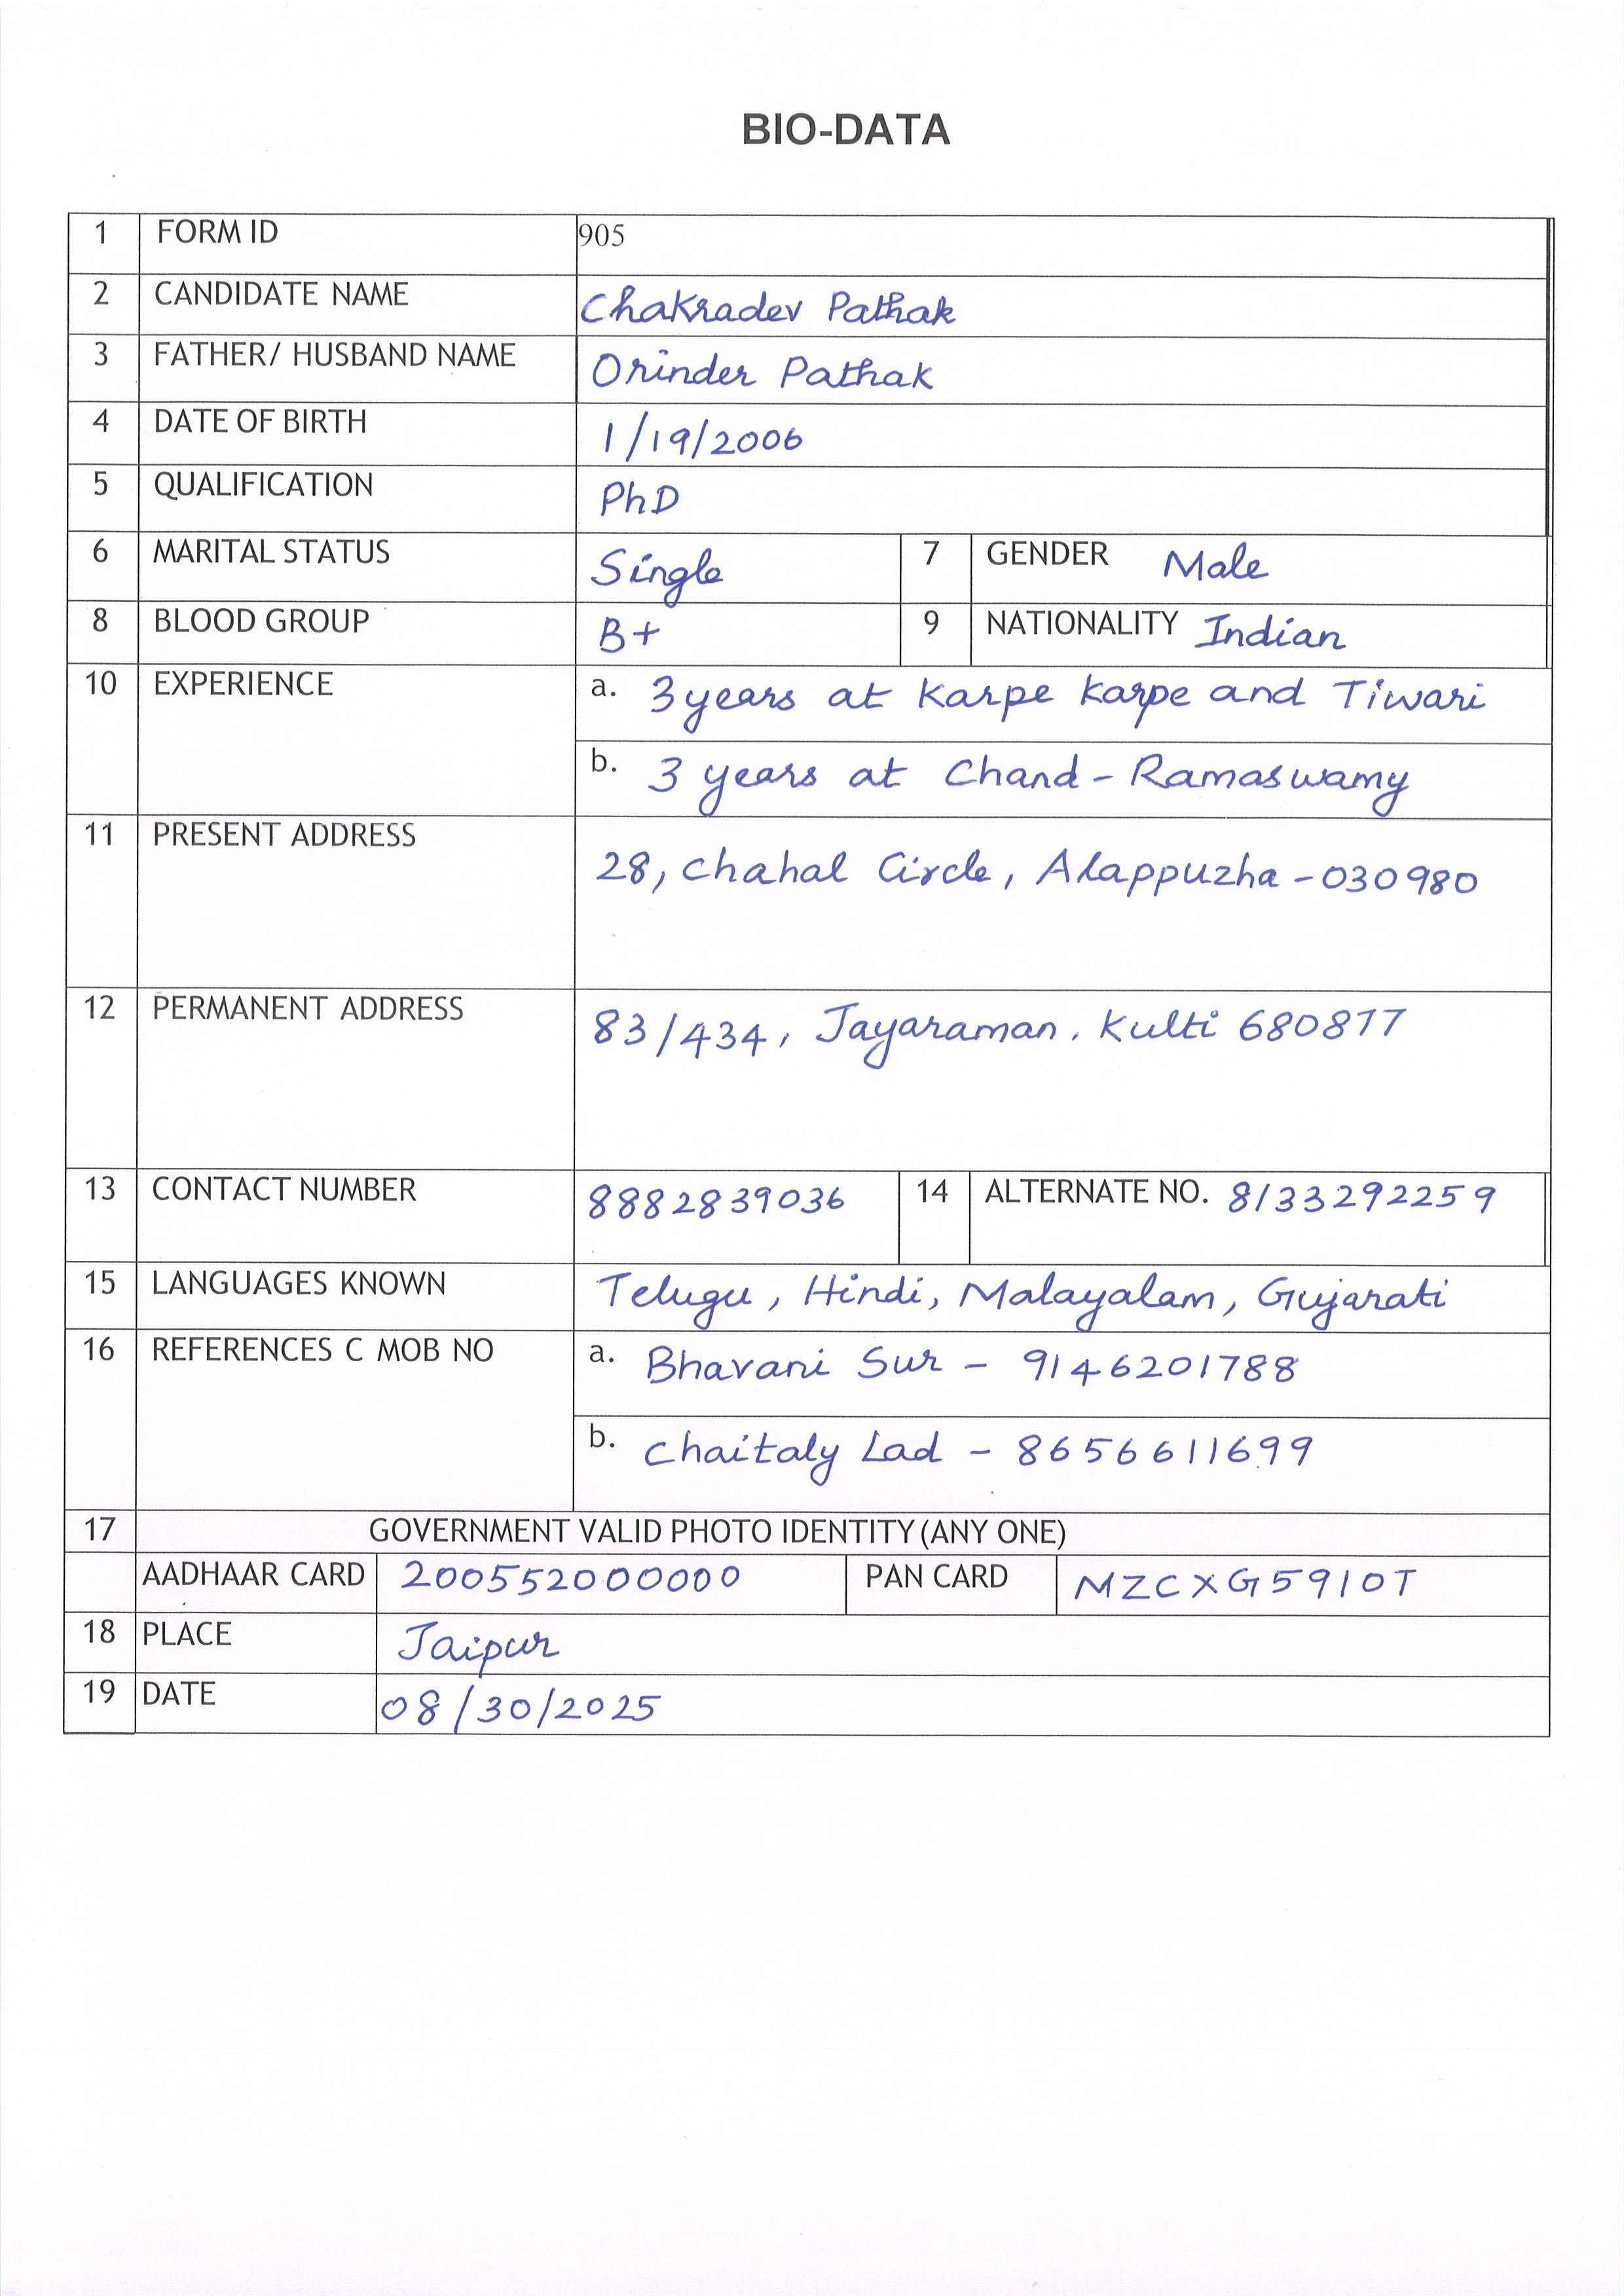 BIO-DATA
1 FORM ID 905
2 CANDIDATE NAME Chakradev Pathak
3 FATHER/ HUSBAND NAME Orinder Pathak
4 DATE OF BIRTH 1/19/2006
5 QUALIFICATION PhD
6 MARITAL STATUS Single 7 GENDER Male
8 BLOOD GROUP B+ 9 NATIONALITY Indian
10 EXPERIENCE a. 3 years at Karpe Karpe and Tiwari
b. 3 years at Chand - Ramaswamy
11 PRESENT ADDRESS 28, Chahal Circle, Alappuzha - 030980
12 PERMANENT ADDRESS 83/434, Jayaraman, Kulti 680877
13 CONTACT NUMBER 8882839036 14 ALTERNATE NO. 8133292259
15 LANGUAGES KNOWN Telugu, Hindi, Malayalam, Gujarati
16 REFERENCES C MOB NO a. Bhavani Sur - 9146201788
b. Chaitaly Lad - 8656611699
17 GOVERNMENT VALID PHOTO IDENTITY (ANY ONE)
AADHAAR CARD 200552000000 PAN CARD MZCXG5910T
18 PLACE Jaipur
19 DATE 08/30/2025